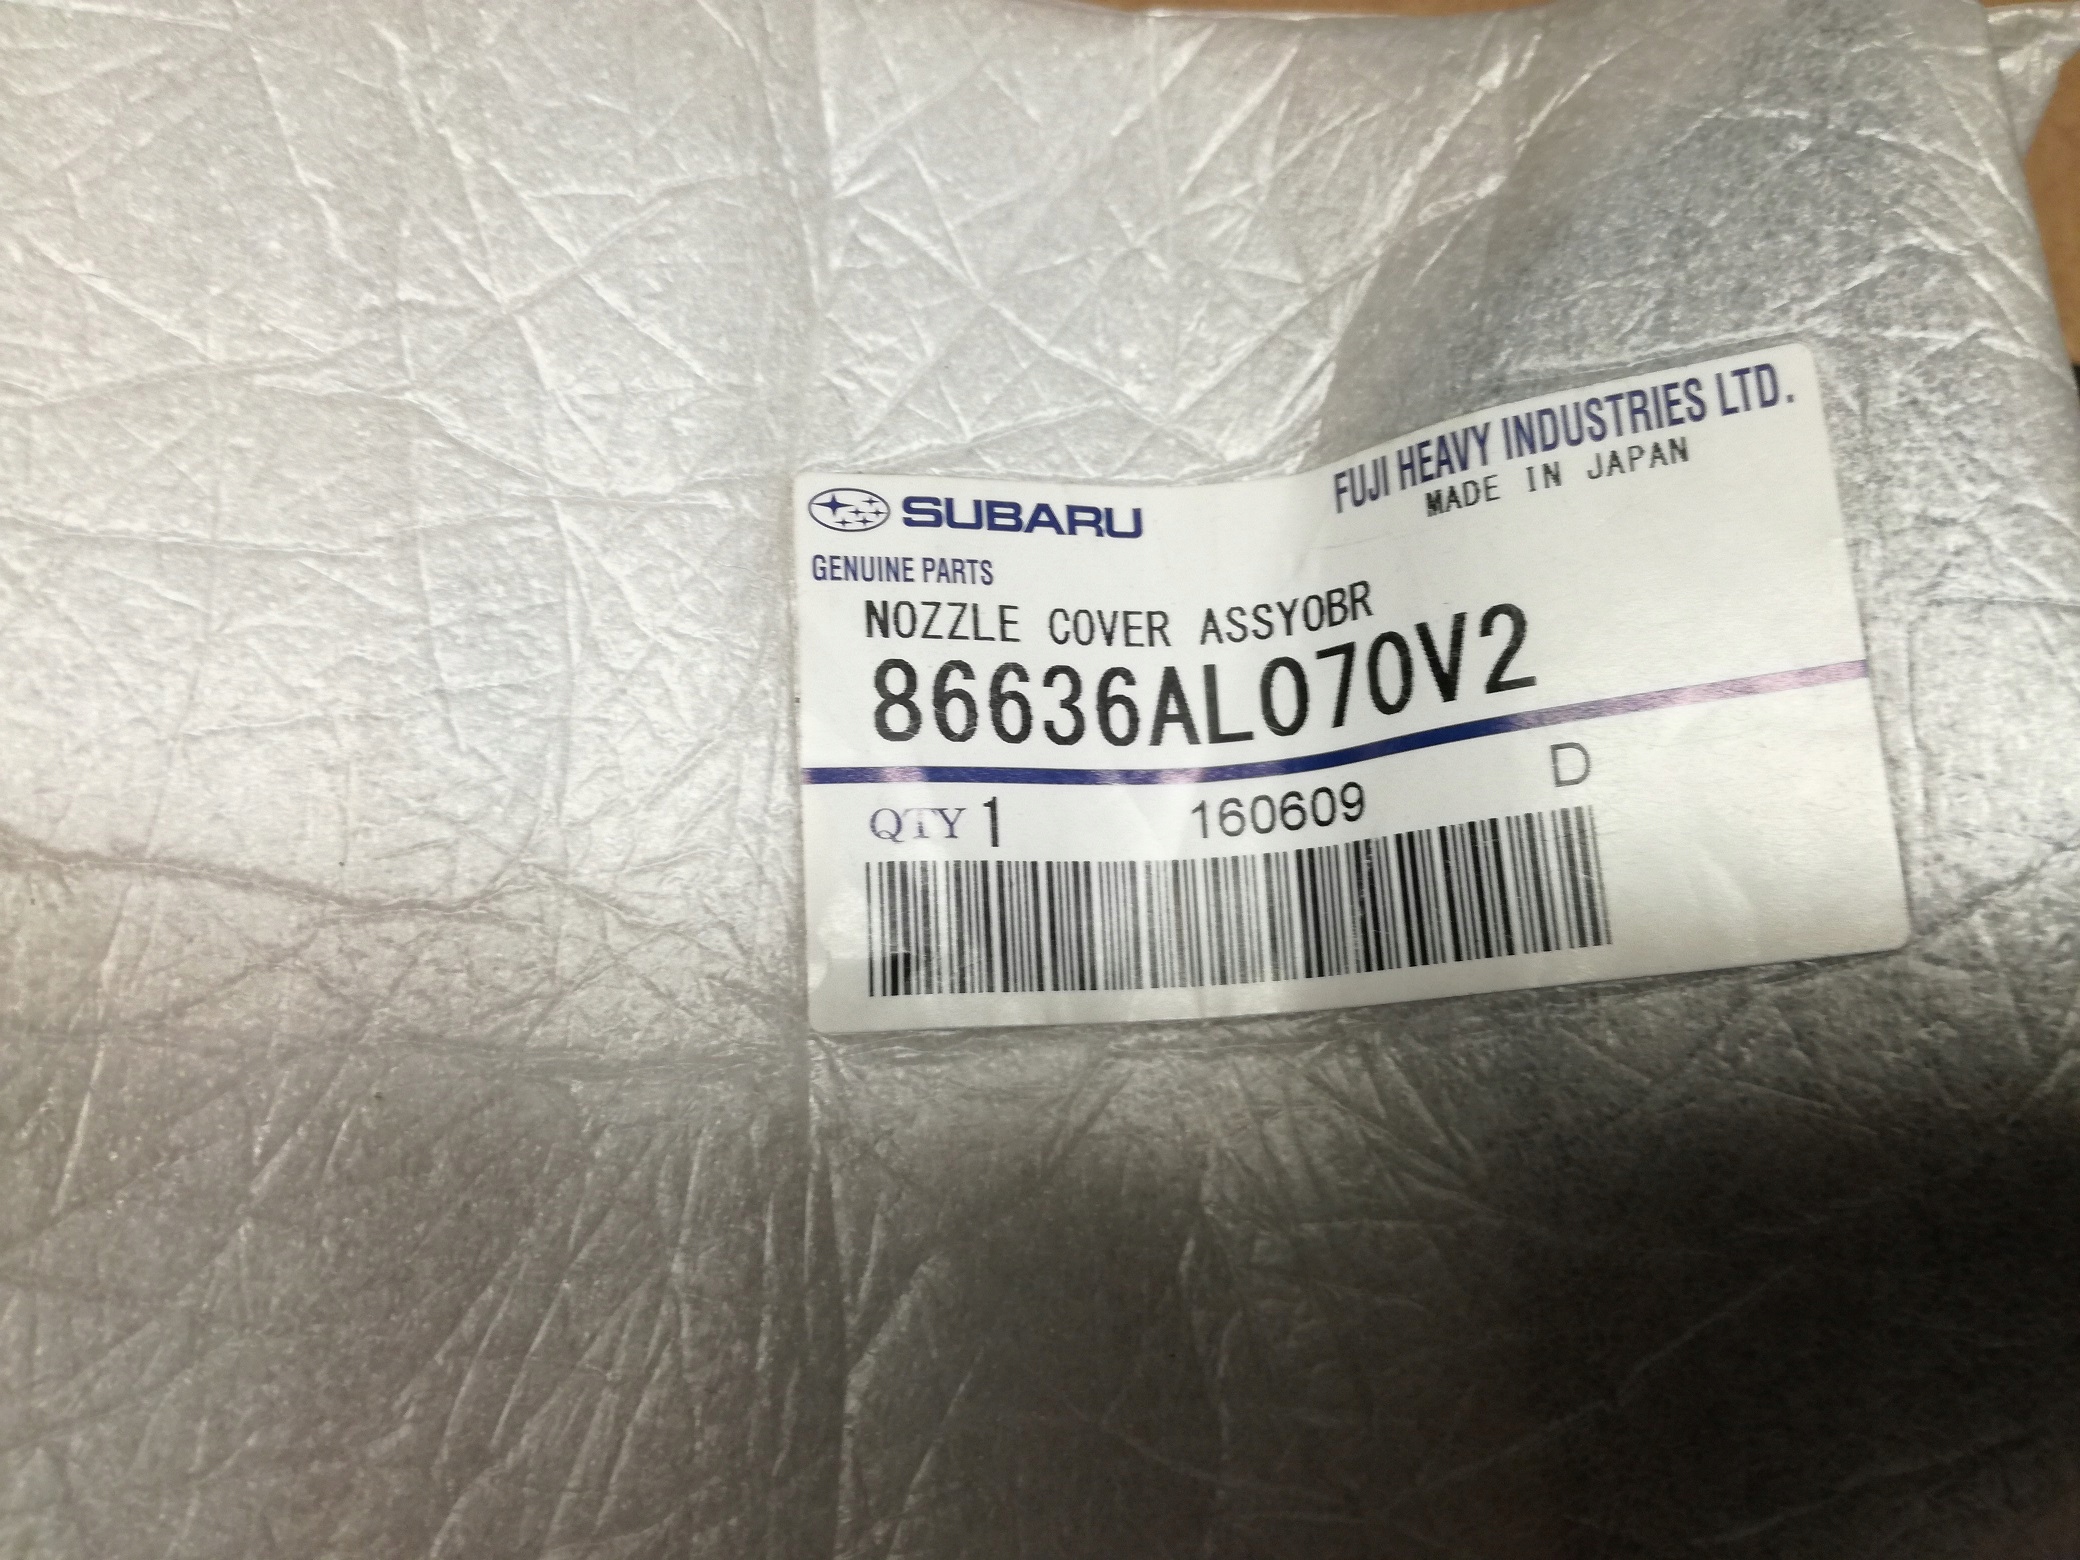 SUBARU
FUJI HEAVY INDUSTRIES LTD.
MADE IN JAPAN
GENUINE PARTS
NOZZLE COVER ASSYOBR
86636AL070V2
QTY 1 160609 D